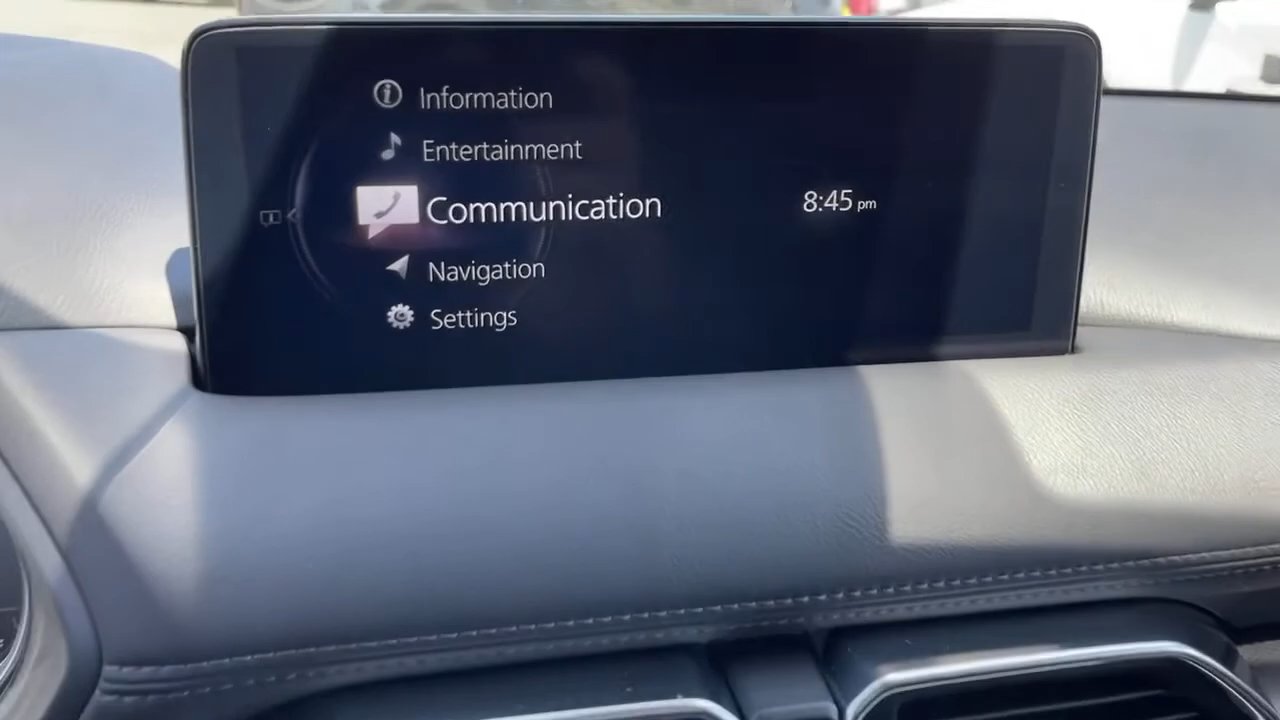 Information
Entertainment
Communication
8:45 pm
Navigation
Settings